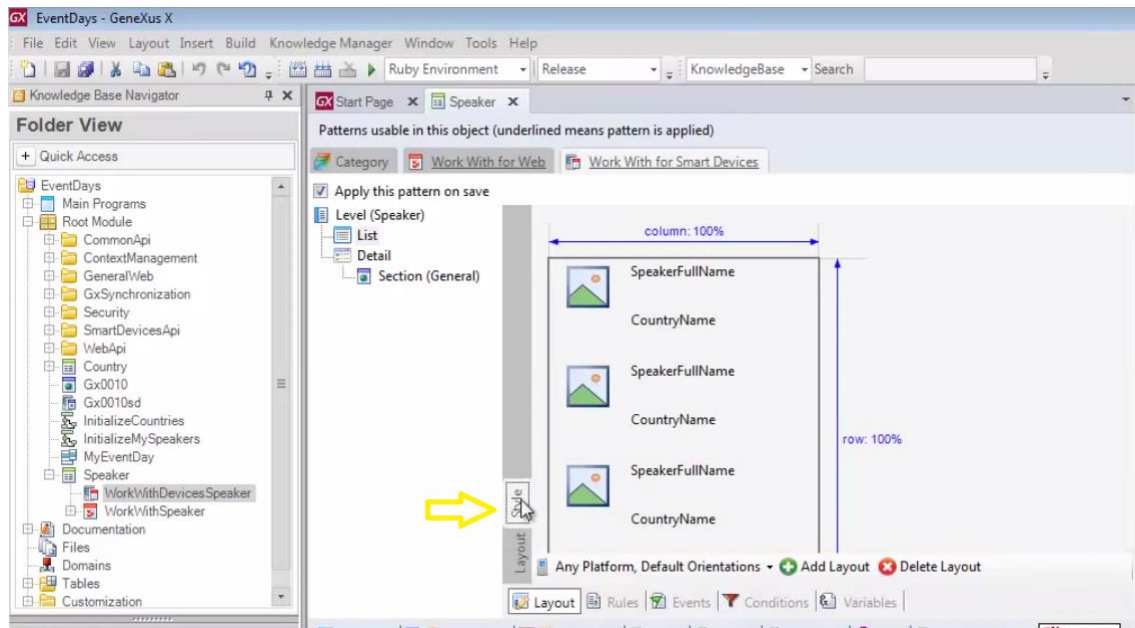 EventDays - GeneXus X
File Edit View Layout Insert Build Knowledge Manager Window Tools Help
Ruby Environment Release KnowledgeBase Search
Knowledge Base Navigator
Folder View
Quick Access
EventDays
Main Programs
Root Module
CommonApi
ContextManagement
GeneralWeb
GxSynchronization
Security
SmartDevicesApi
WebApi
Country
Gx0010
Gx0010sd
InitializeCountries
InitializeMySpeakers
MyEventDay
Speaker
WorkWithDevicesSpeaker
WorkWithSpeaker
Documentation
Files
Domains
Tables
Customization
Start Page Speaker
Patterns usable in this object (underlined means pattern is applied)
Category Work With for Web Work With for Smart Devices
Apply this pattern on save
Level (Speaker)
List
Detail
Section (General)
column: 100%
SpeakerFullName
CountryName
SpeakerFullName
CountryName
row: 100%
SpeakerFullName
CountryName
Style
Layout
Any Platform, Default Orientations Add Layout Delete Layout
Layout Rules Events Conditions Variables